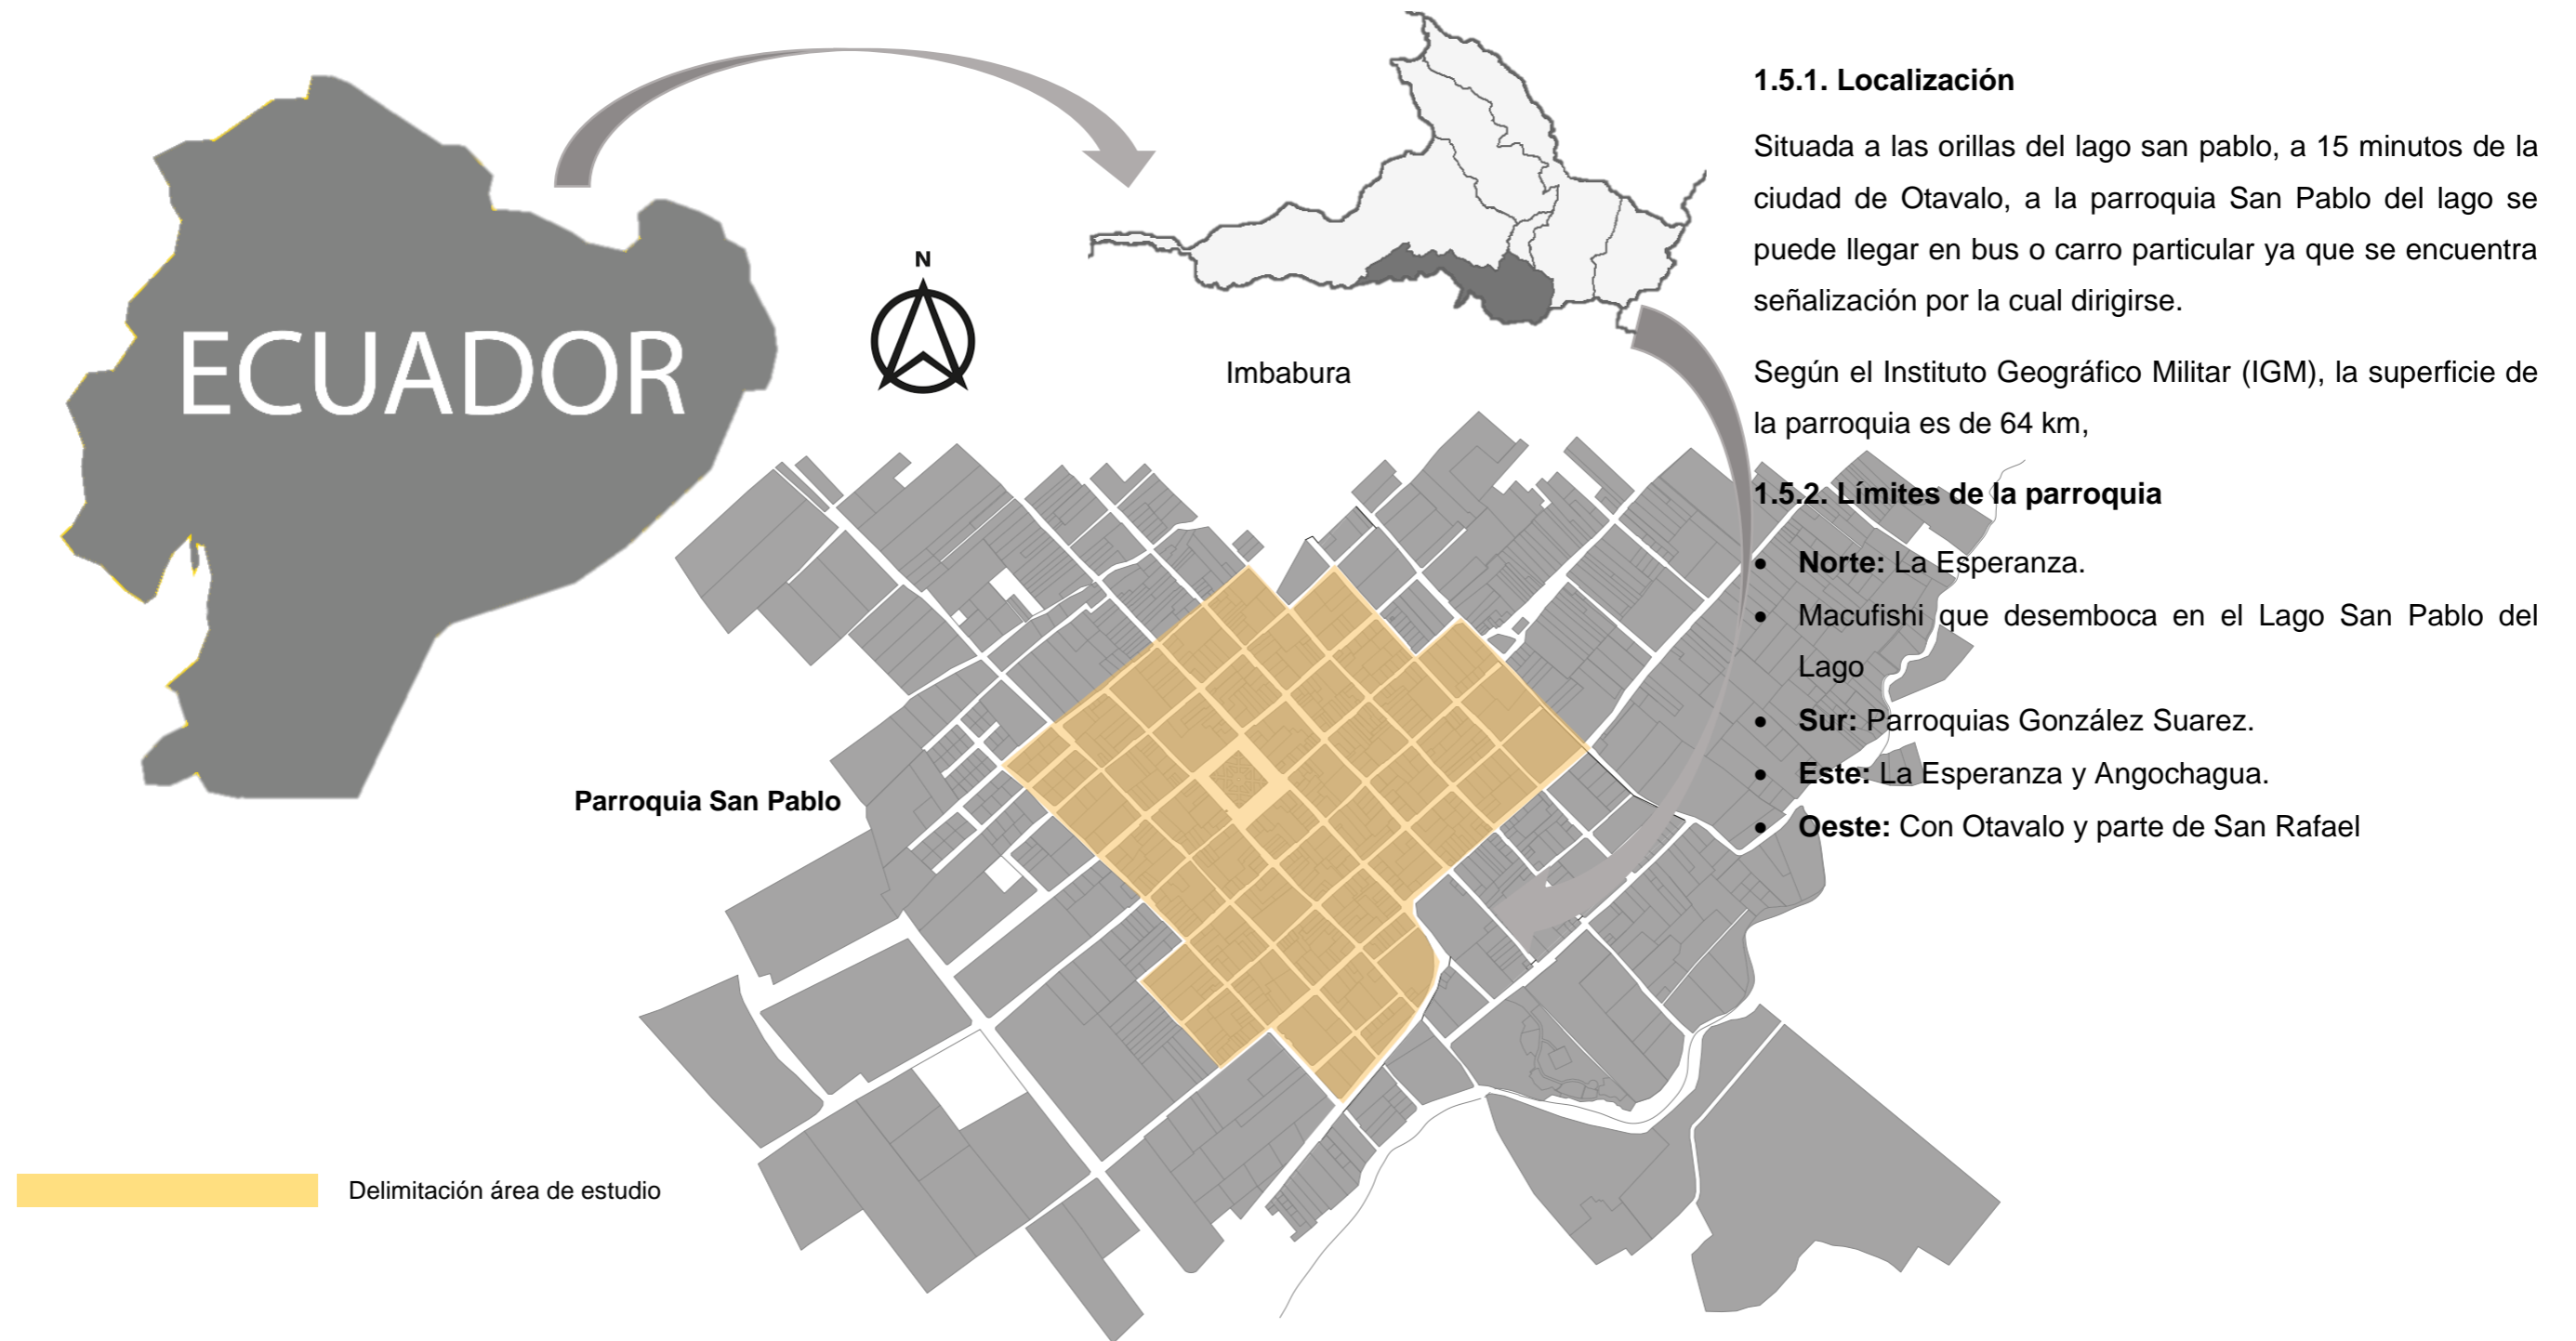 ECUADOR
N
Imbabura
Parroquia San Pablo
Delimitación área de estudio
1.5.1. Localización
Situada a las orillas del lago san pablo, a 15 minutos de la
ciudad de Otavalo, a la parroquia San Pablo del lago se
puede llegar en bus o carro particular ya que se encuentra
señalización por la cual dirigirse.
Según el Instituto Geográfico Militar (IGM), la superficie de
la parroquia es de 64 km,
1.5.2. Límites de la parroquia
• Norte: La Esperanza.
• Macufishi que desemboca en el Lago San Pablo del
Lago
• Sur: Parroquias González Suarez.
• Este: La Esperanza y Angochagua.
• Oeste: Con Otavalo y parte de San Rafael